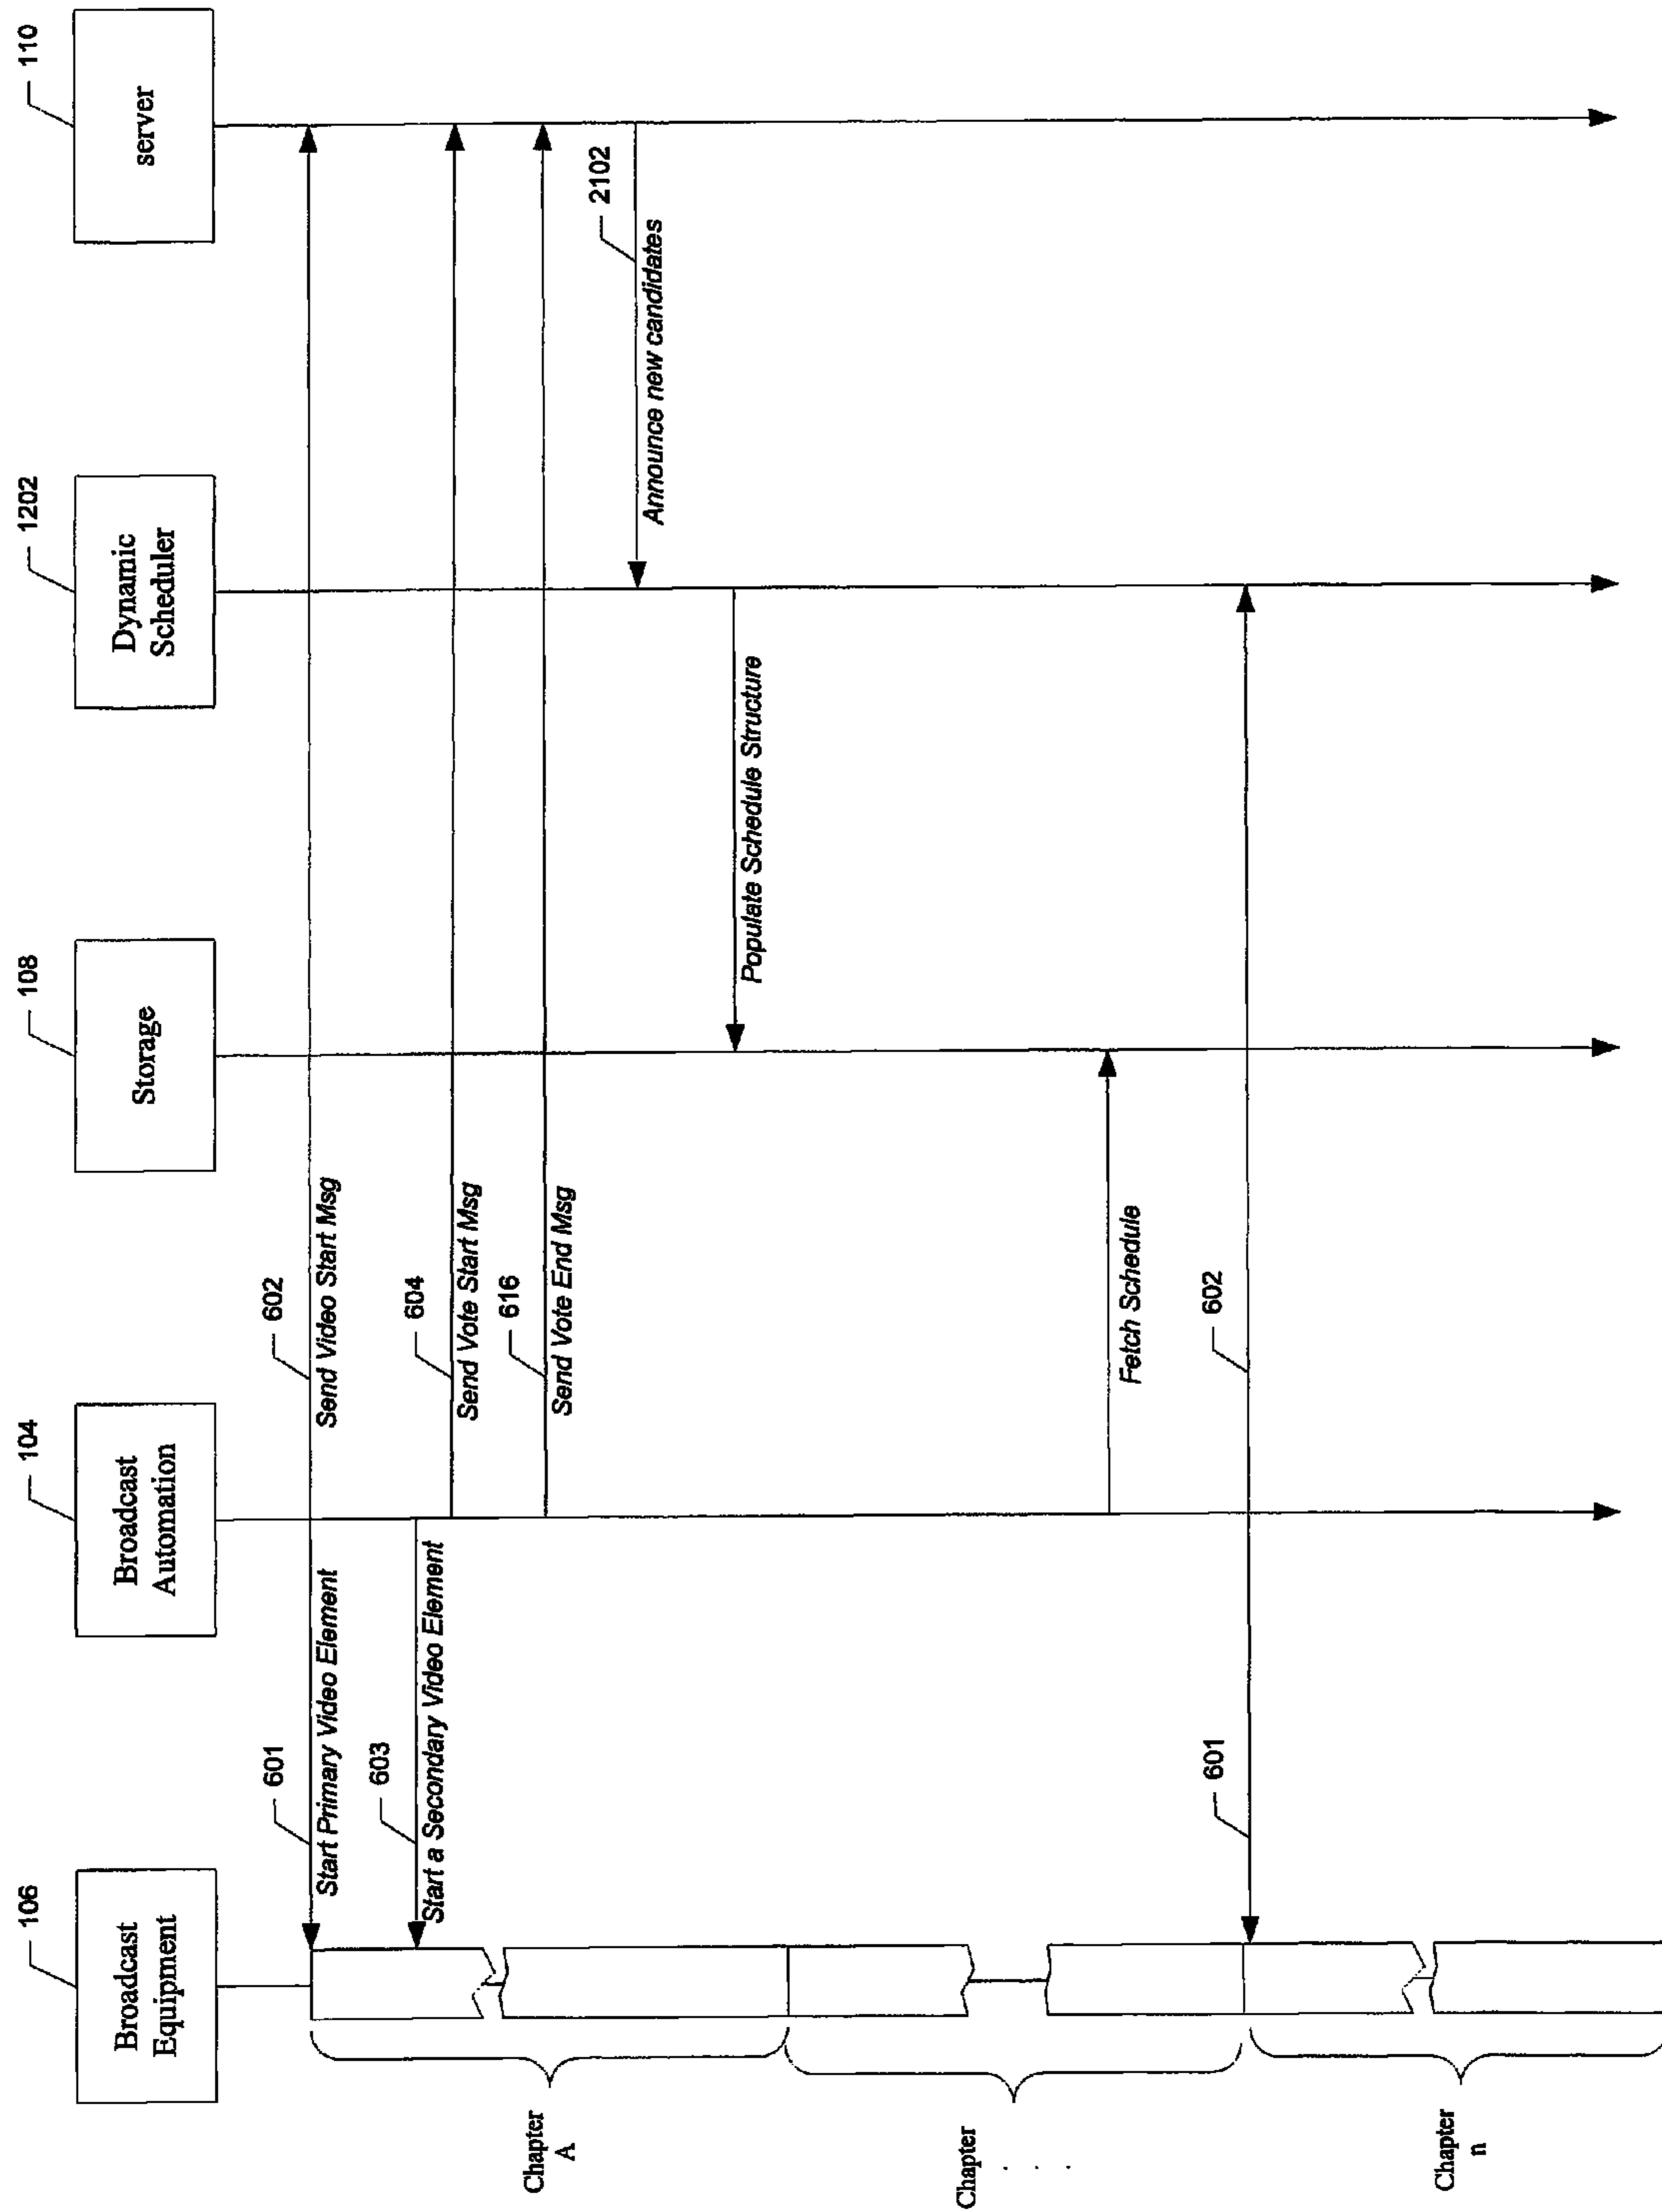 106
Broadcast
Equipment
104
Broadcast
Automation
108
Storage
1202
Dynamic
Scheduler
110
server
601
Start Primary Video Element
602
Send Video Start Msg
603
Start a Secondary Video Element
604
Send Vote Start Msg
616
Send Vote End Msg
2102
Announce new candidates
Populate Schedule Structure
Fetch Schedule
601
602
Chapter
A
Chapter
. . .
Chapter
n